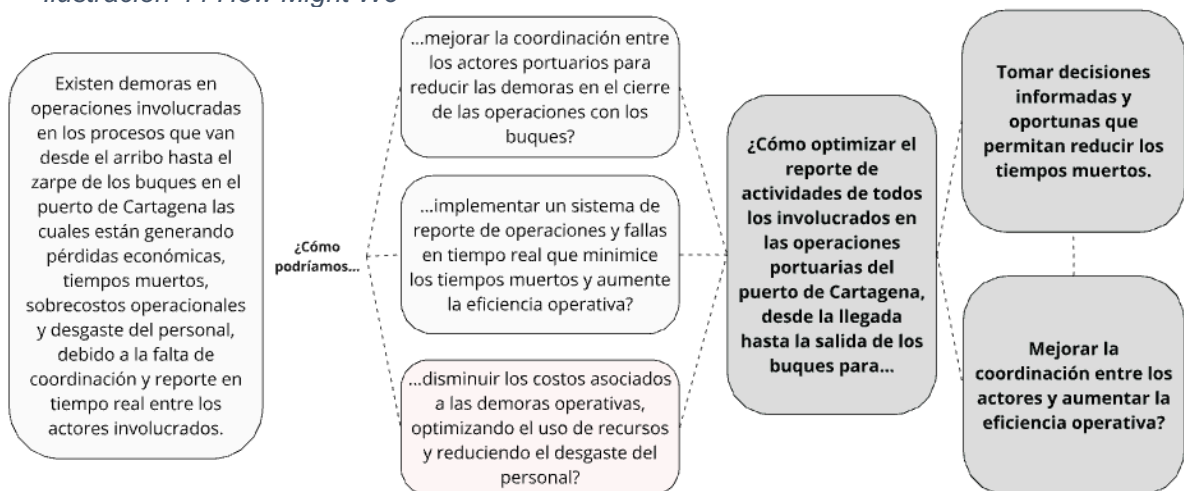 Existen demoras en
operaciones involucradas
en los procesos que van
desde el arribo hasta el
zarpe de los buques en el
puerto de Cartagena las
cuales están generando
pérdidas económicas,
tiempos muertos,
sobrecostos operacionales
y desgaste del personal,
debido a la falta de
coordinación y reporte en
tiempo real entre los
actores involucrados.
¿Cómo
podríamos...
...mejorar la coordinación entre
los actores portuarios para
reducir las demoras en el cierre
de las operaciones con los
buques?
...implementar un sistema de
reporte de operaciones y fallas
en tiempo real que minimice
los tiempos muertos y aumente
la eficiencia operativa?
...disminuir los costos asociados
a las demoras operativas,
optimizando el uso de recursos
y reduciendo el desgaste del
personal?
¿Cómo optimizar el
reporte de
actividades de todos
los involucrados en
las operaciones
portuarias del
puerto de Cartagena,
desde la llegada
hasta la salida de los
buques para...
Tomar decisiones
informadas y
oportunas que
permitan reducir los
tiempos muertos.
Mejorar la
coordinación entre los
actores y aumentar la
eficiencia operativa?